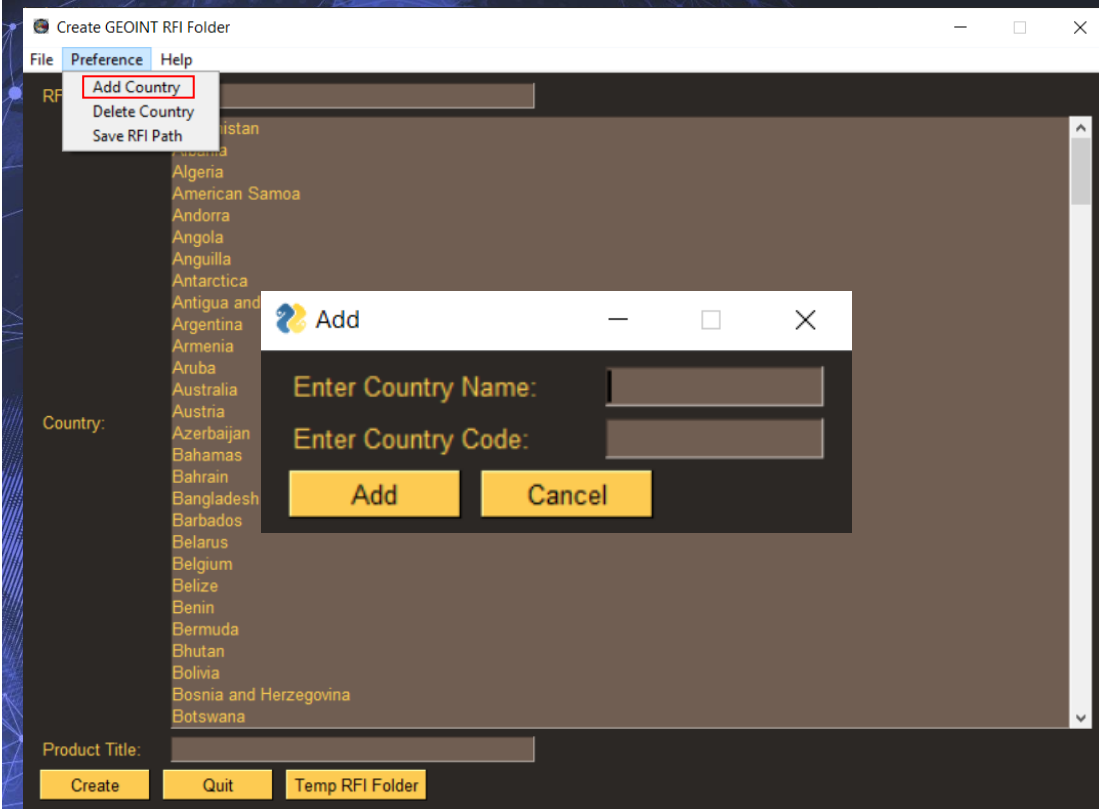 Create GEOINT RFI Folder
File Preference Help
Add Country
Delete Country
Save RFI Path
Algeria
American Samoa
Andorra
Angola
Anguilla
Antarctica
Antigua and
Argentina
Armenia
Aruba
Australia
Austria
Azerbaijan
Bahamas
Bahrain
Bangladesh
Barbados
Belarus
Belgium
Belize
Benin
Bermuda
Bhutan
Bolivia
Bosnia and Herzegovina
Botswana
Country:
Add
Enter Country Name:
Enter Country Code:
Add Cancel
Product Title:
Create Quit Temp RFI Folder